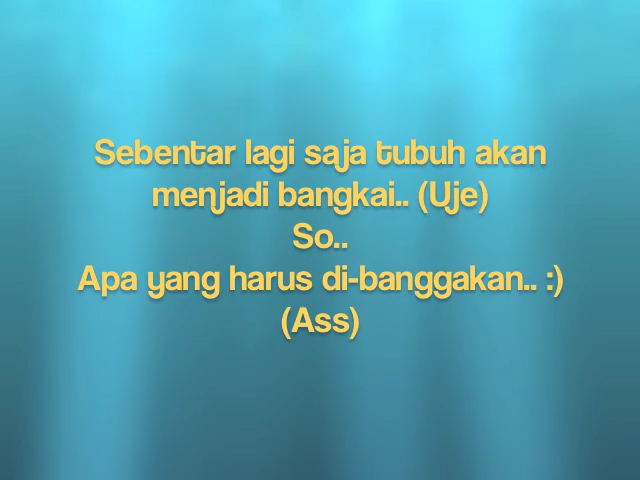 Sebentar lagi saja tubuh akan
menjadi bangkai.. (Uje)
So..
Apa yang harus di-banggakan.. :)
(Ass)